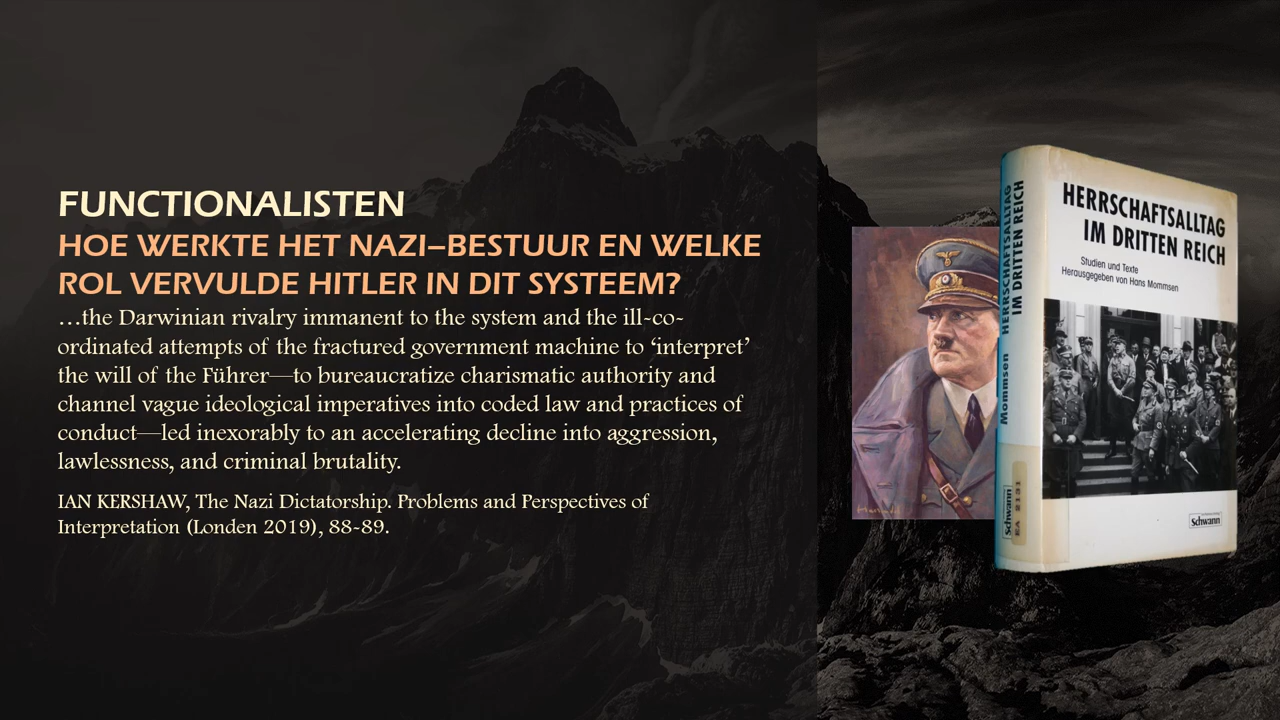 FUNCTIONALISTEN
HOE WERKTE HET NAZI–BESTUUR EN WELKE
ROL VERVULDE HITLER IN DIT SYSTEEM?
…the Darwinian rivalry immanent to the system and the ill-co-
ordinated attempts of the fractured government machine to ‘interpret’
the will of the Führer—to bureaucratize charismatic authority and
channel vague ideological imperatives into coded law and practices of
conduct—led inexorably to an accelerating decline into aggression,
lawlessness, and criminal brutality.
IAN KERSHAW, The Nazi Dictatorship. Problems and Perspectives of
Interpretation (Londen 2019), 88-89.
HERRSCHAFTSALLTAG
IM DRITTEN REICH
Mommsen
Schwann
EA 2131
HERRSCHAFTSALLTAG
IM DRITTEN REICH
Studien und Texte
Herausgegeben von Hans Mommsen
Schwann